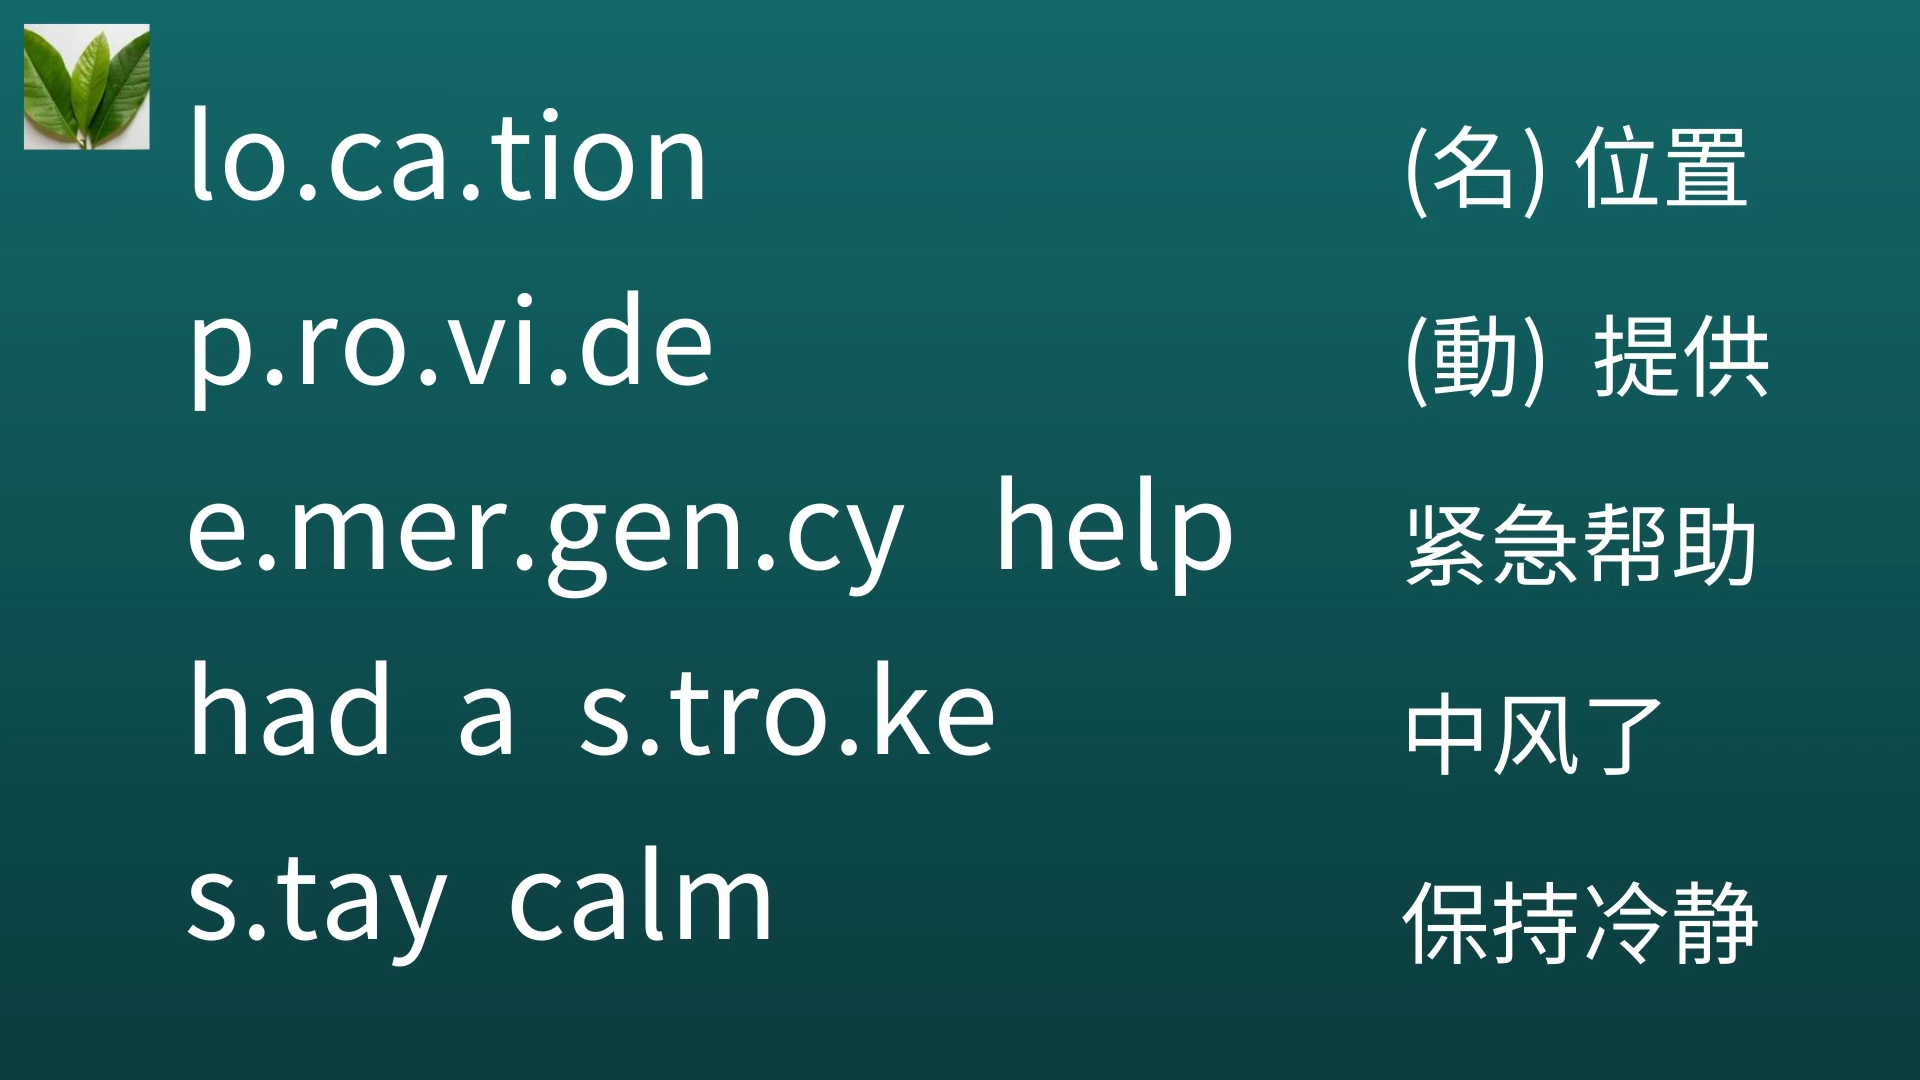 lo.ca.tion (名) 位置
p.ro.vi.de (動) 提供
e.mer.gen.cy help 紧急帮助
had a s.tro.ke 中风了
s.tay calm 保持冷静